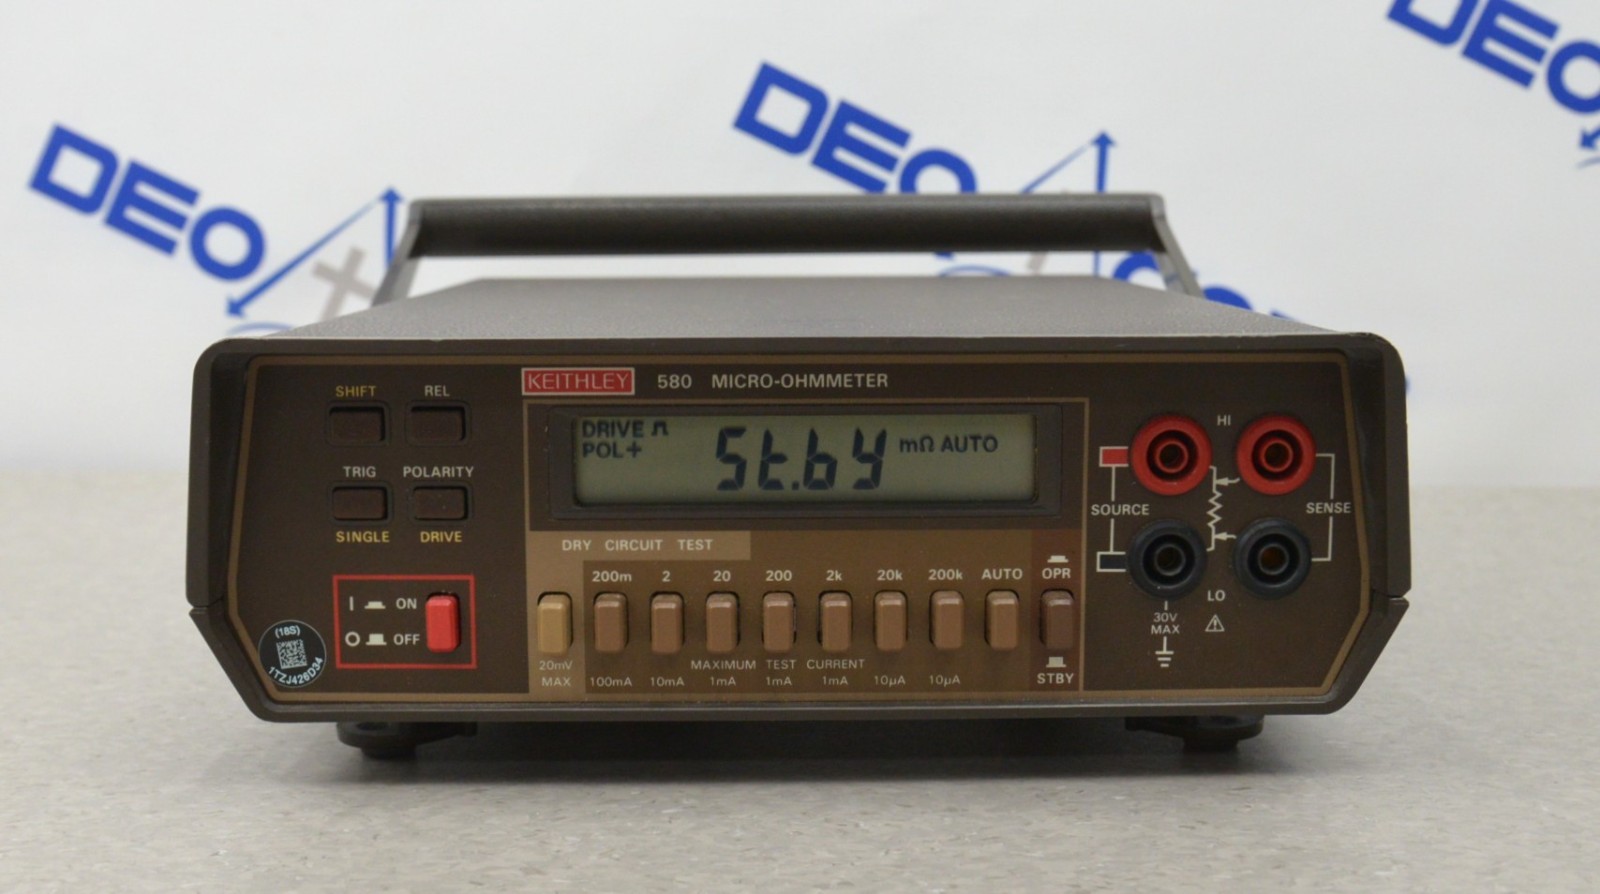 DEO
DEO
DEO
SHIFT REL
TRIG POLARITY
SINGLE DRIVE
I ON
O OFF
(18S)
1TZJ426D34
KEITHLEY 580 MICRO-OHMMETER
DRIVE
POL+
St.bY mΩ AUTO
DRY CIRCUIT TEST
200m 2 20 200 2k 20k 200k AUTO OPR
20mV
MAX
MAXIMUM TEST CURRENT
100mA 10mA 1mA 1mA 1mA 10µA 10µA
STBY
HI
SOURCE SENSE
LO
30V
MAX